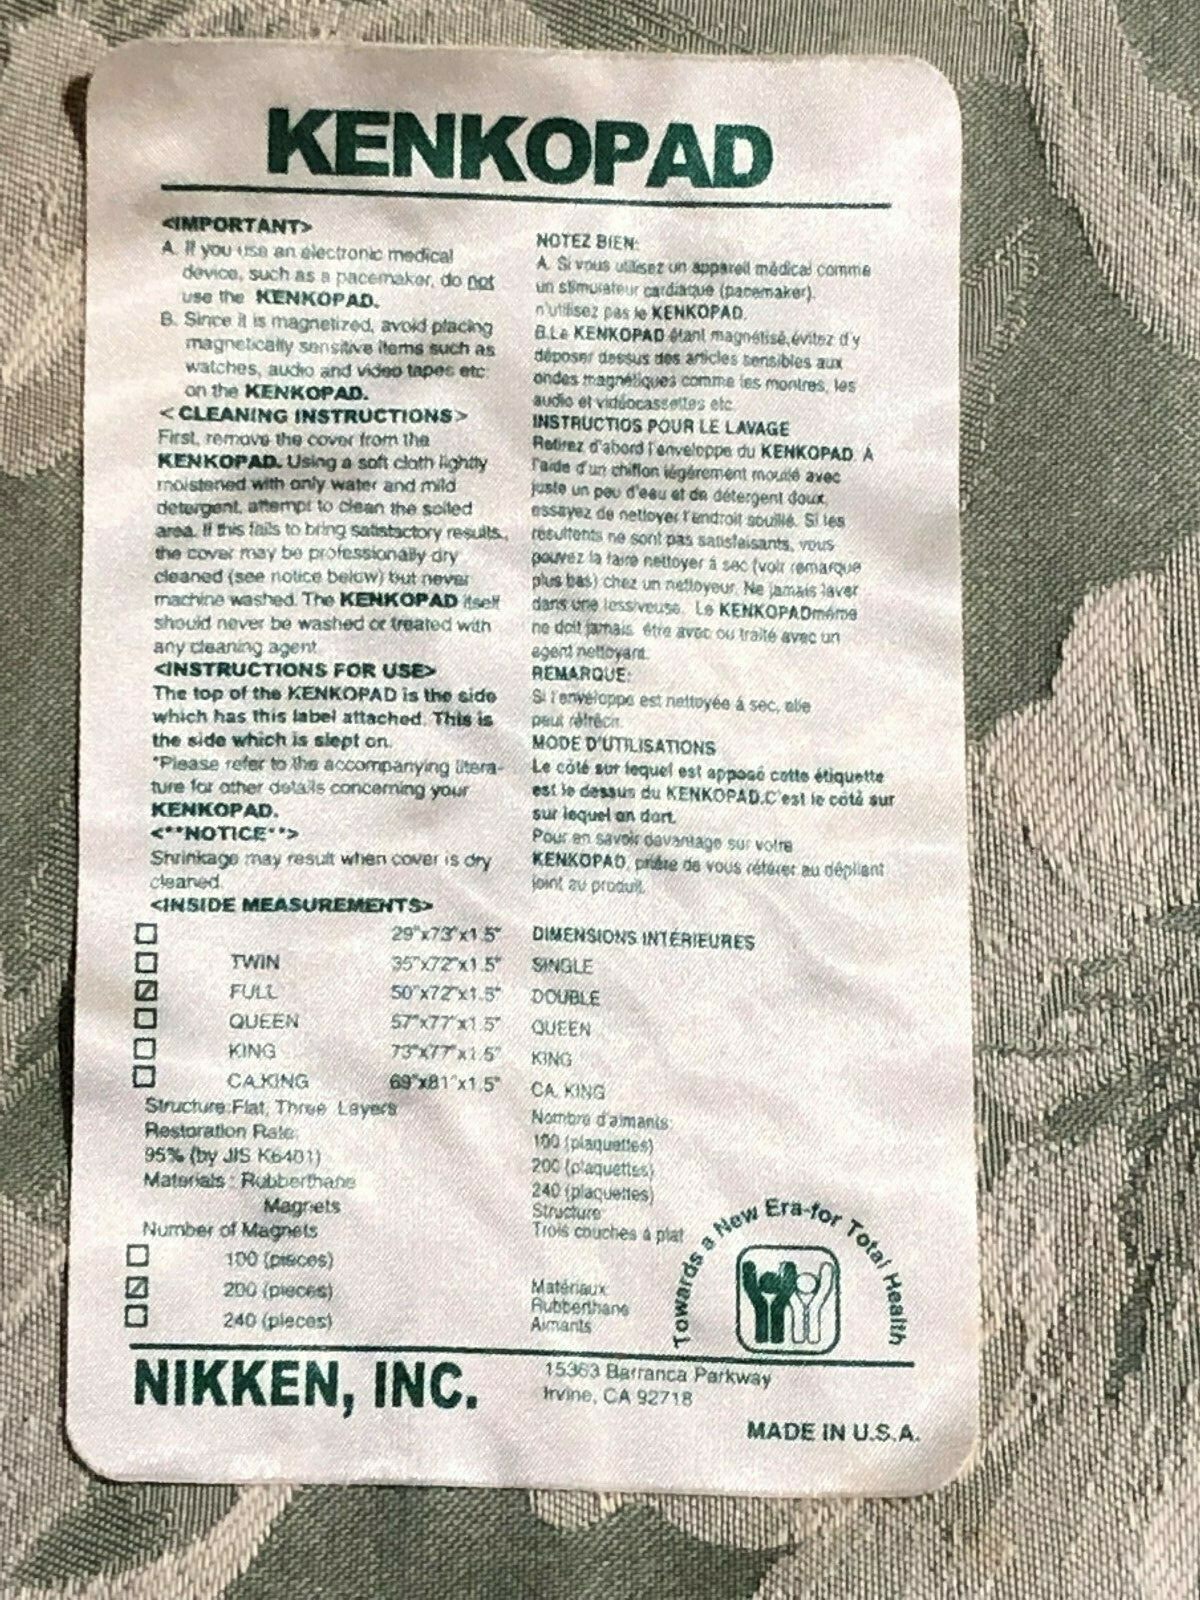 KENKOPAD
<IMPORTANT>
A. If you use an electronic medical
device, such as a pacemaker, do not
use the KENKOPAD.
B. Since it is magnetized, avoid placing
magnetically sensitive items such as
watches, audio and video tapes etc.
on the KENKOPAD.
< CLEANING INSTRUCTIONS>
First, remove the cover from the
KENKOPAD. Using a soft cloth lightly
moistened with only water and mild
detergent, attempt to clean the soiled
area. If this fails to bring satisfactory results,
the cover may be professionally dry
cleaned (see notice below) but never
machine washed. The KENKOPAD itself
should never be washed or treated with
any cleaning agent.
<INSTRUCTIONS FOR USE>
The top of the KENKOPAD is the side
which has this label attached. This is
the side which is slept on.
*Please refer to the accompanying litera-
ture for other details concerning your
KENKOPAD.
<**NOTICE**>
Shrinkage may result when cover is dry
cleaned.
<INSIDE MEASUREMENTS>
29"x73"x1.5"
TWIN 35"x72"x1.5"
FULL 50"x72"x1.5"
QUEEN 57"x77"x1.5"
KING 73"x77"x1.5"
CA.KING 69"x81"x1.5"
Structure:Flat, Three Layers
Restoration Rate:
95% (by JIS K6401)
Materials : Rubberthane
Magnets
Number of Magnets
100 (pieces)
200 (pieces)
240 (pieces)
NOTEZ BIEN:
A. Si vous utilisez un appareil médical comme
un stimulateur cardiaque (pacemaker),
n'utilisez pas le KENKOPAD.
B.Le KENKOPAD étant magnétisé,évitez d'y
déposer dessus des articles sensibles aux
ondes magnétiques comme les montres, les
audio et vidéocassettes etc.
INSTRUCTIOS POUR LE LAVAGE
Retirez d'abord l'enveloppe du KENKOPAD. À
l'aide d'un chiffon légèrement mouillé avec
juste un peu d'eau et de détergent doux,
essayez de nettoyer l'endroit souillé. Si les
résultents ne sont pas satisfaisants, vous
pouvez la faire nettoyer à sec (voir remarque
plus bas) chez un nettoyeur. Ne jamais laver
dans une lessiveuse. Le KENKOPADmême
ne doit jamais être avec ou traité avec un
agent nettoyant.
REMARQUE:
Si l'enveloppe est nettoyée à sec, elle
peut rétrécir.
MODE D'UTILISATIONS
Le côté sur lequel est apposé cette étiquette
est le dessus du KENKOPAD.C'est le côté sur
sur lequel on dort.
Pour en savoir davantage sur votre
KENKOPAD, prière de vous référer au dépliant
joint au produit.
DIMENSIONS INTÉRIEURES
SINGLE
DOUBLE
QUEEN
KING
CA. KING
Nombre d'aimants:
100 (plaquettes)
200 (plaquettes)
240 (plaquettes)
Structure
Trois couches à plat
Matériaux
Rubberthane
Aimants
Towards a New Era-for Total Health
NIKKEN, INC.
15363 Barranca Parkway
Irvine, CA 92718
MADE IN U.S.A.